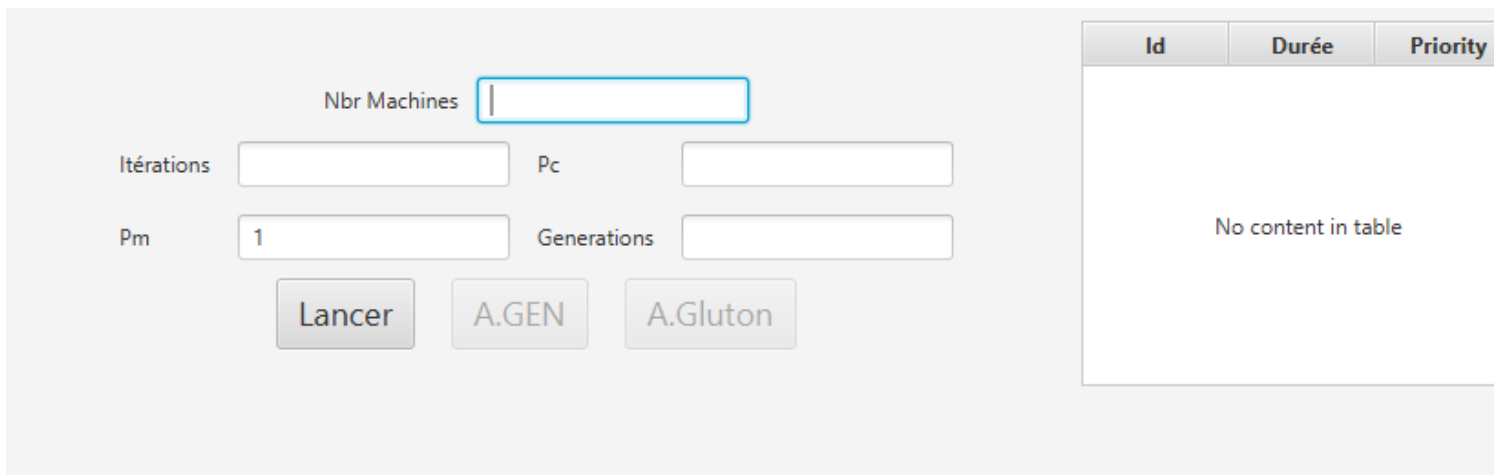 Id Durée Priority
Nbr Machines
Itérations Pc
No content in table
Pm 1 Generations
Lancer A.GEN A.Gluton